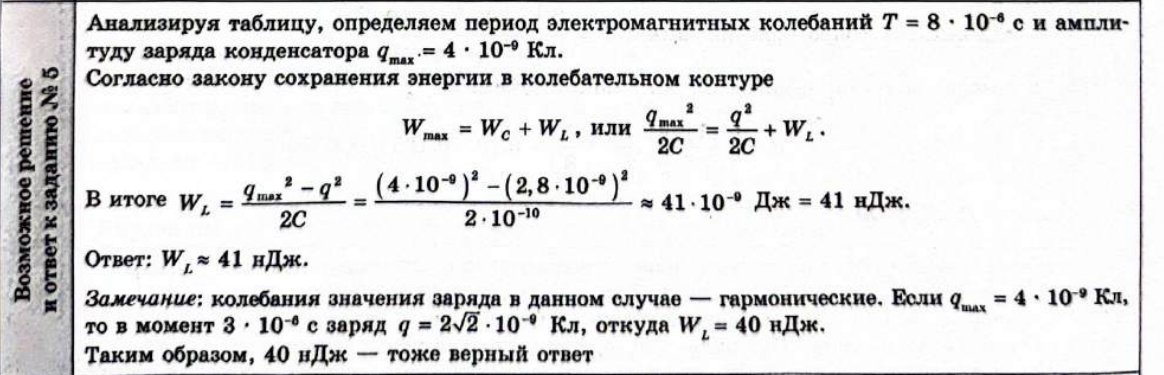 Возможное решение
и ответ к заданию № 5
Анализируя таблицу, определяем период электромагнитных колебаний T = 8 · 10⁻⁶ с и ампли-
туду заряда конденсатора q_max = 4 · 10⁻⁹ Кл.
Согласно закону сохранения энергии в колебательном контуре
W_max = W_C + W_L , или q_max²/2C = q²/2C + W_L .
В итоге W_L = (q_max² − q²)/2C = ((4 · 10⁻⁹)² − (2,8 · 10⁻⁹)²)/(2 · 10⁻¹⁰) ≈ 41 · 10⁻⁹ Дж = 41 нДж.
Ответ: W_L ≈ 41 нДж.
Замечание: колебания значения заряда в данном случае — гармонические. Если q_max = 4 · 10⁻⁹ Кл,
то в момент 3 · 10⁻⁶ с заряд q = 2√2 · 10⁻⁹ Кл, откуда W_L = 40 нДж.
Таким образом, 40 нДж — тоже верный ответ